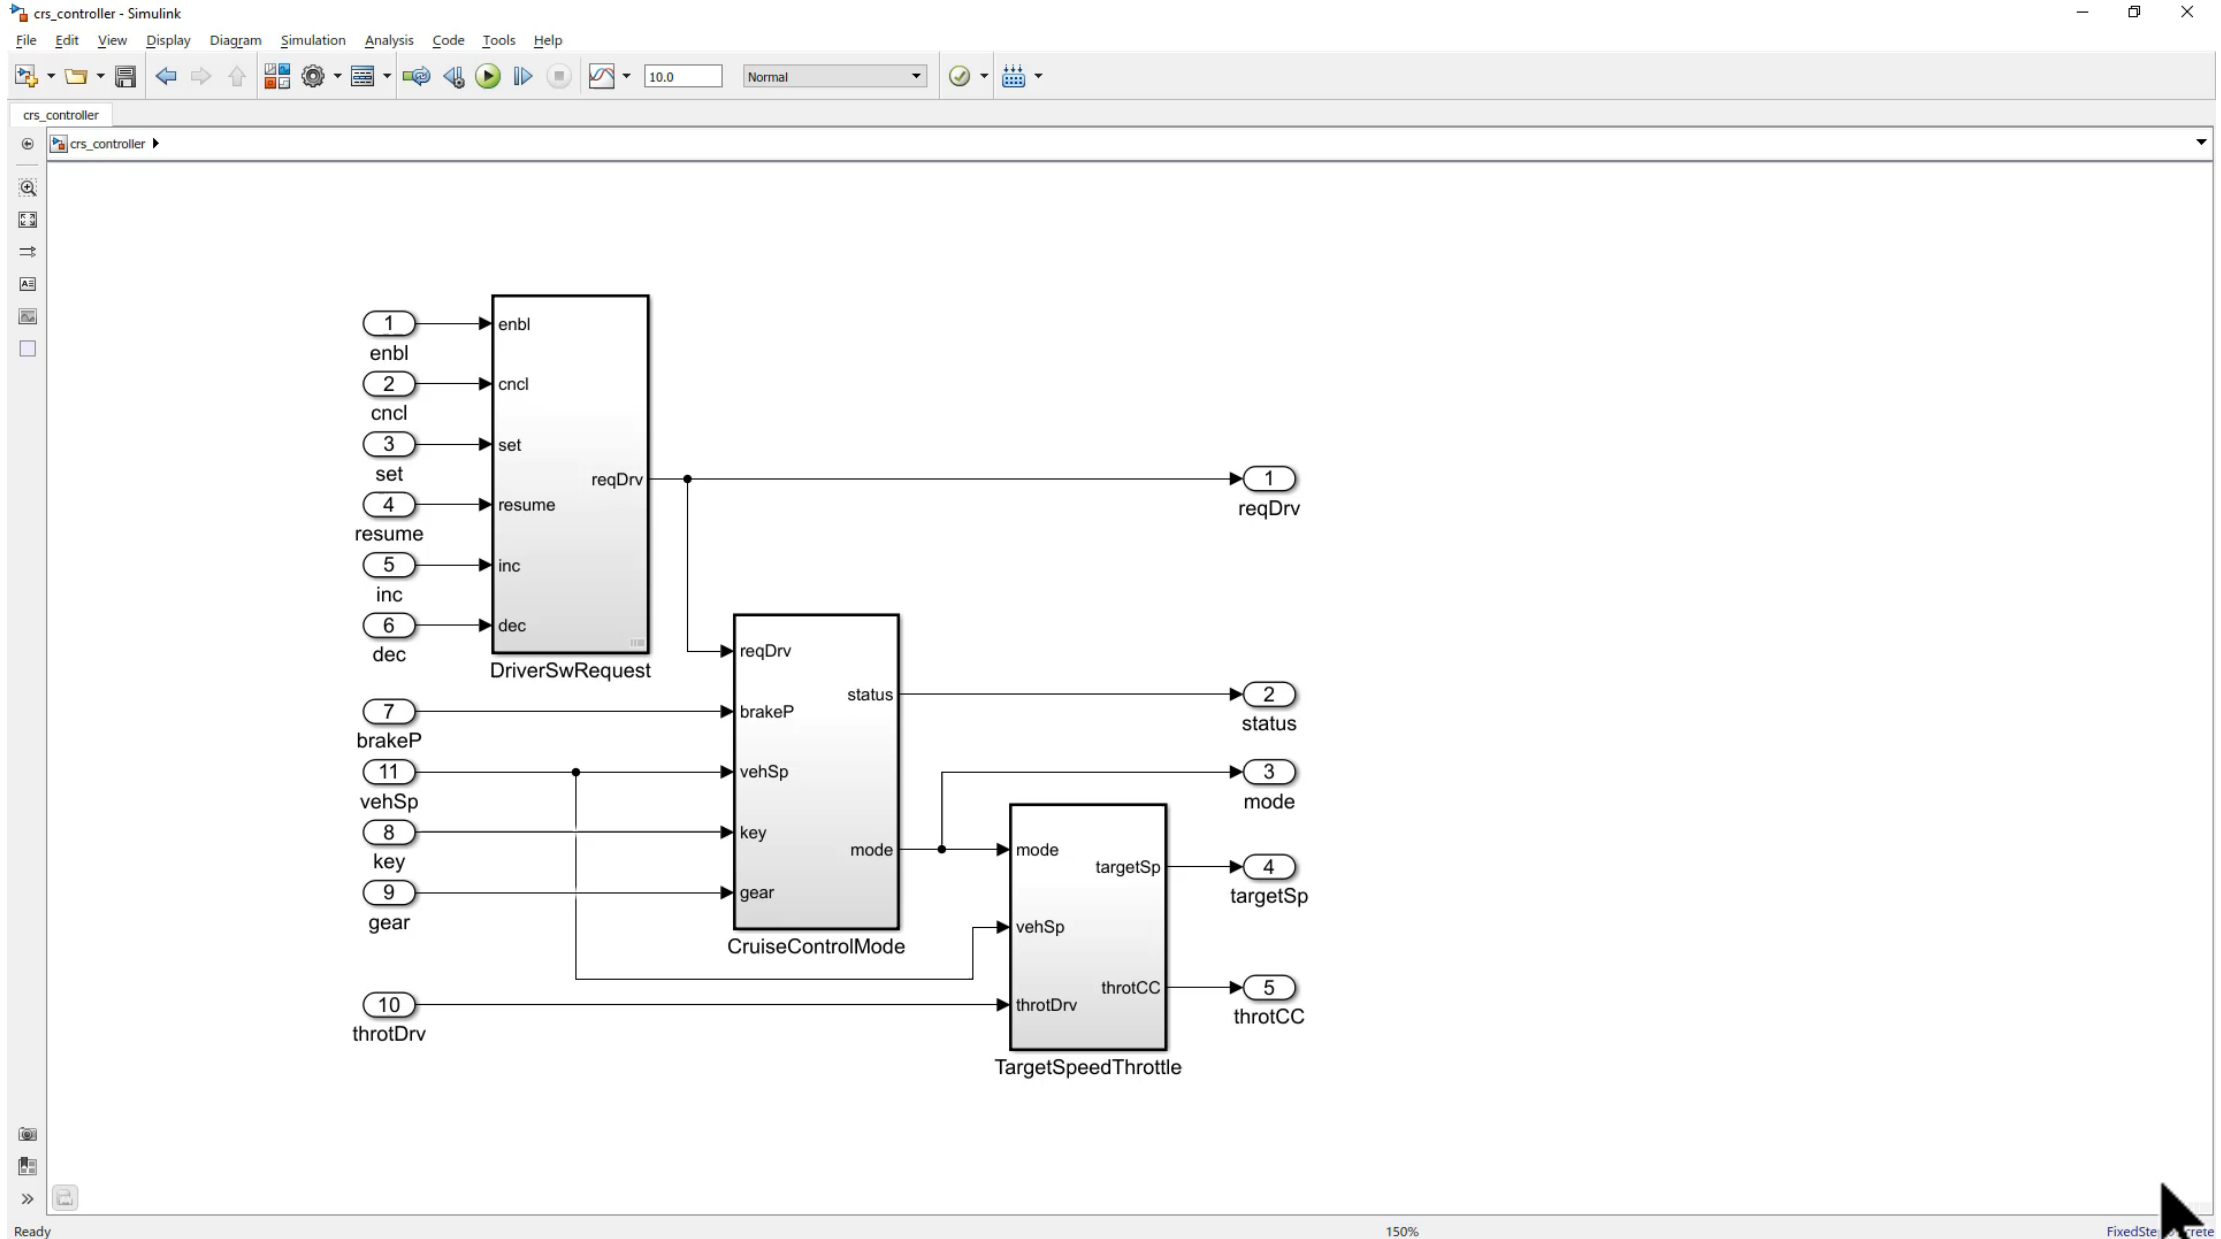 crs_controller - Simulink
File Edit View Display Diagram Simulation Analysis Code Tools Help
10.0 Normal
crs_controller
crs_controller
1 enbl
enbl
2 cncl
cncl
3 set
set
reqDrv 1
reqDrv
4 resume
resume
5 inc
inc
6 dec
dec
DriverSwRequest
reqDrv
status 2
status
7 brakeP
brakeP
11 vehSp 3
vehSp mode
8 key
key
mode mode
targetSp 4
targetSp
9 gear
gear
CruiseControlMode
vehSp
throtCC 5
throtCC
10 throtDrv
throtDrv
TargetSpeedThrottle
Ready 150%